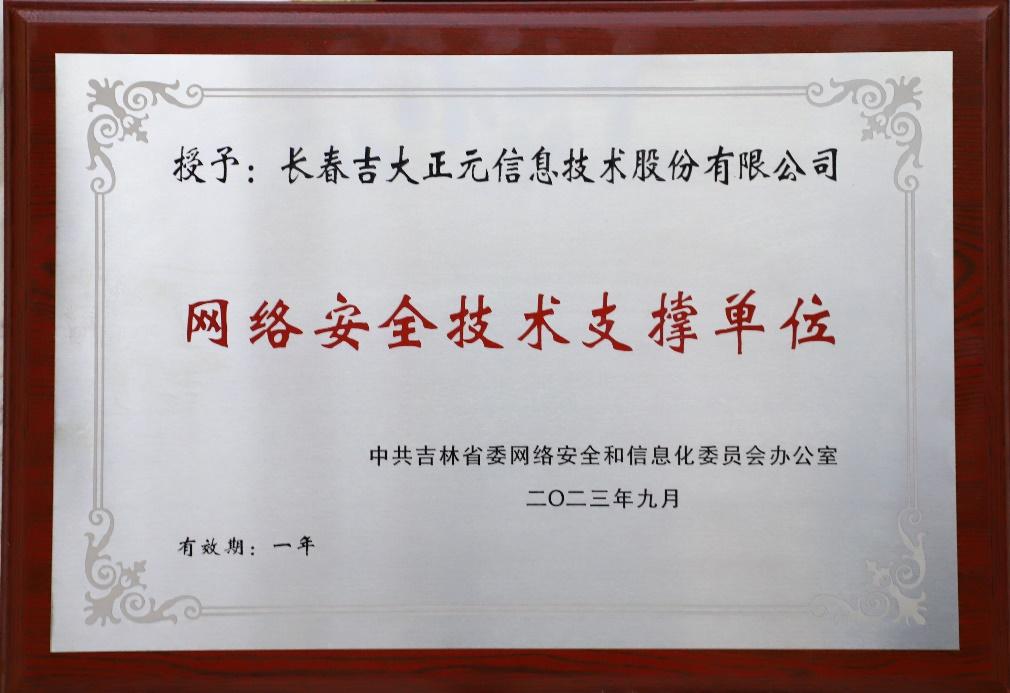 授予：长春吉大正元信息技术股份有限公司
网络安全技术支撑单位
中共吉林省委网络安全和信息化委员会办公室
二〇二三年九月
有效期：一年